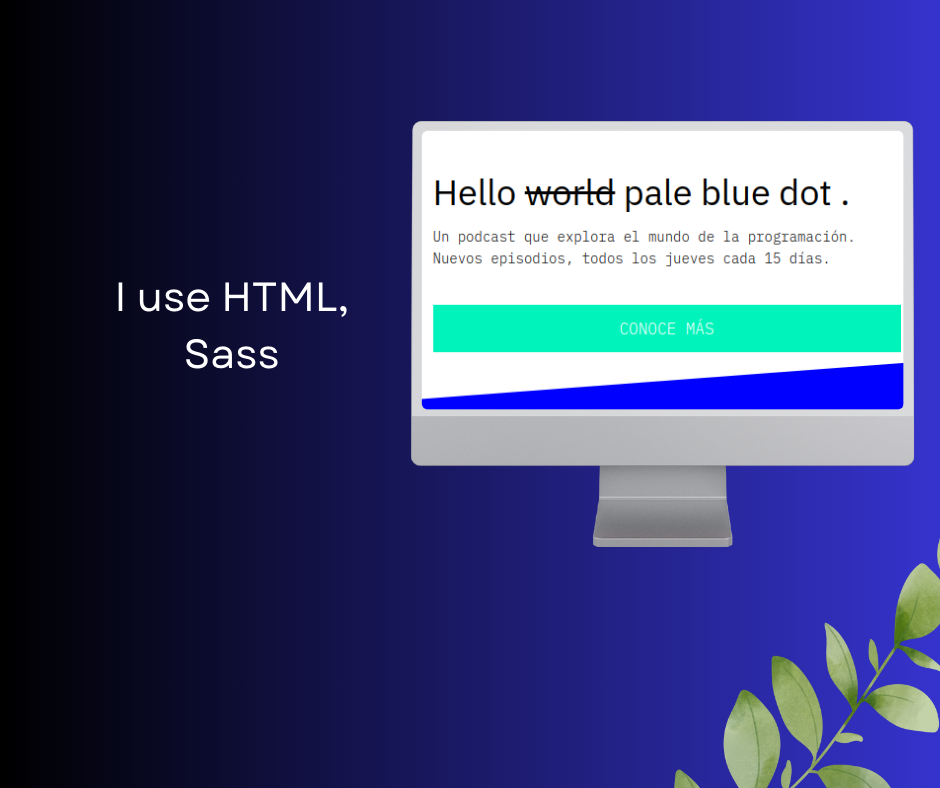 I use HTML,
Sass
Hello world pale blue dot .
Un podcast que explora el mundo de la programación.
Nuevos episodios, todos los jueves cada 15 días.
CONOCE MÁS